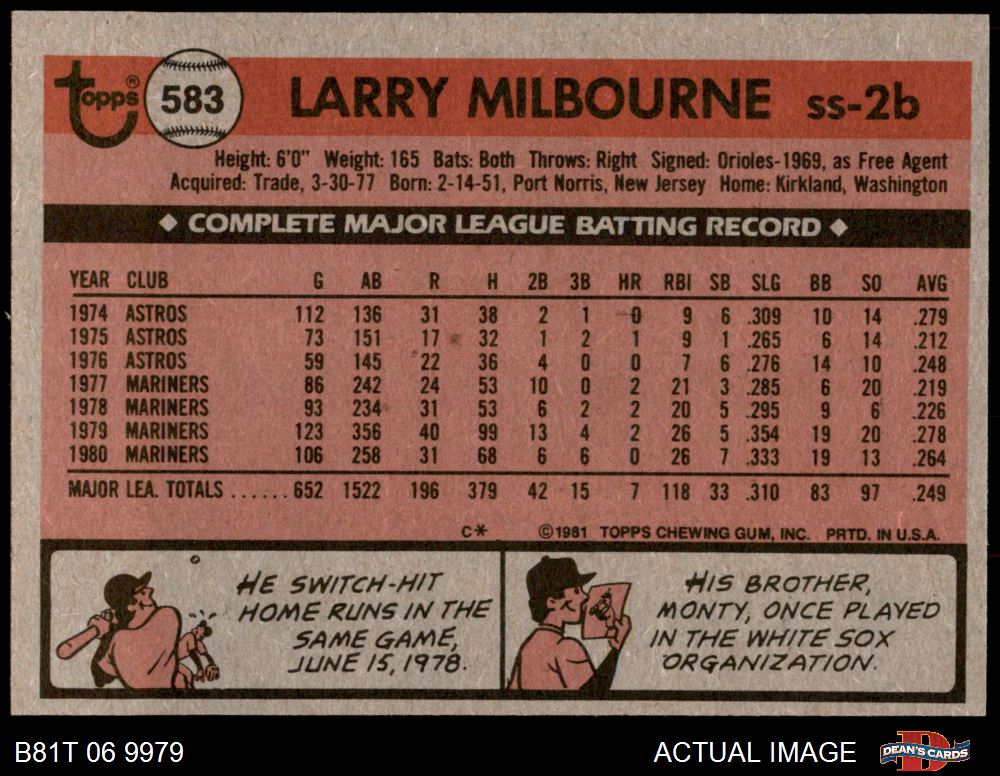 Topps® 583 LARRY MILBOURNE SS-2b
Height: 6'0" Weight: 165 Bats: Both Throws: Right Signed: Orioles-1969, as Free Agent
Acquired: Trade, 3-30-77 Born: 2-14-51, Port Norris, New Jersey Home: Kirkland, Washington
◆ COMPLETE MAJOR LEAGUE BATTING RECORD ◆
YEAR CLUB G AB R H 2B 3B HR RBI SB SLG BB SO AVG
1974 ASTROS 112 136 31 38 2 1 0 9 6 .309 10 14 .279
1975 ASTROS 73 151 17 32 1 2 1 9 1 .265 6 14 .212
1976 ASTROS 59 145 22 36 4 0 0 7 6 .276 14 10 .248
1977 MARINERS 86 242 24 53 10 0 2 21 3 .285 6 20 .219
1978 MARINERS 93 234 31 53 6 2 2 20 5 .295 9 6 .226
1979 MARINERS 123 356 40 99 13 4 2 26 5 .354 19 20 .278
1980 MARINERS 106 258 31 68 6 6 0 26 7 .333 19 13 .264
MAJOR LEA. TOTALS ...... 652 1522 196 379 42 15 7 118 33 .310 83 97 .249
C* ©1981 TOPPS CHEWING GUM, INC. PRTD. IN U.S.A.
HE SWITCH-HIT
HOME RUNS IN THE
SAME GAME,
JUNE 15, 1978.
HIS BROTHER,
MONTY, ONCE PLAYED
IN THE WHITE SOX
ORGANIZATION.
B81T 06 9979 ACTUAL IMAGE DEAN'S CARDS